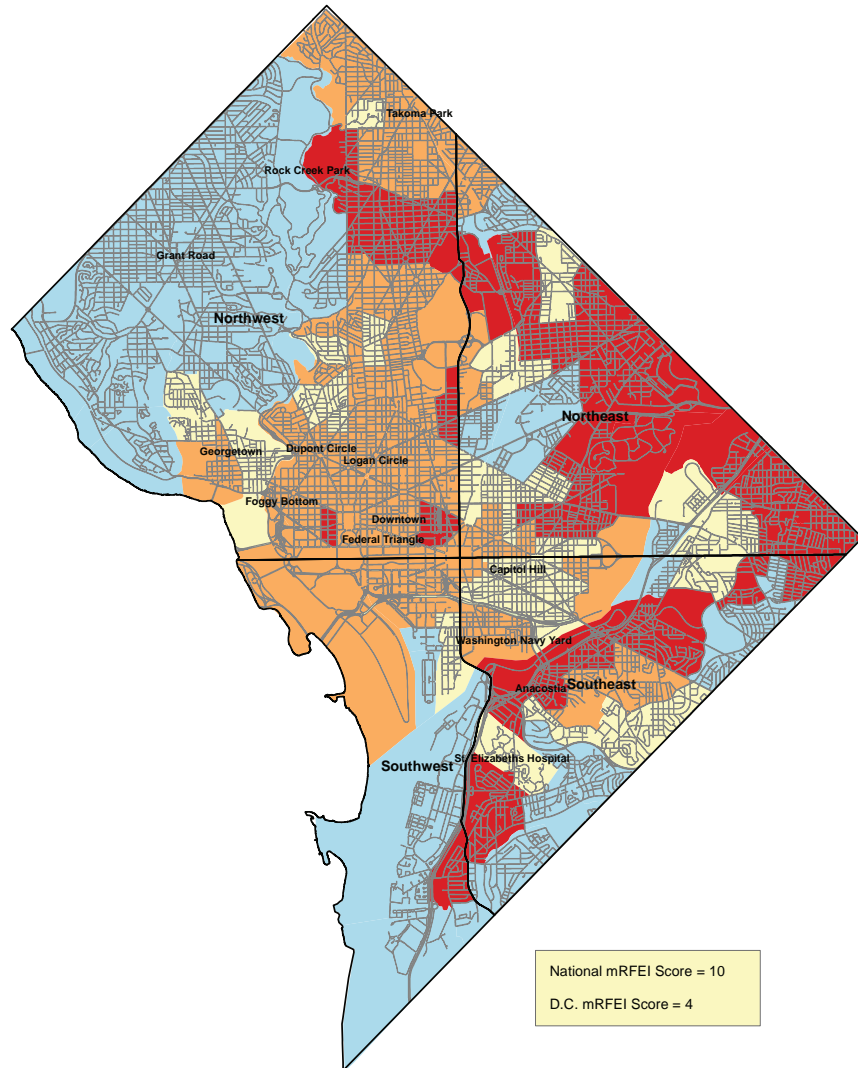 Takoma Park
Rock Creek Park
Grant Road
Northwest
Northeast
Georgetown
Dupont Circle
Logan Circle
Foggy Bottom
Downtown
Federal Triangle
Capitol Hill
Washington Navy Yard
Anacostia
Southeast
St. Elizabeths Hospital
Southwest
National mRFEI Score = 10
D.C. mRFEI Score = 4